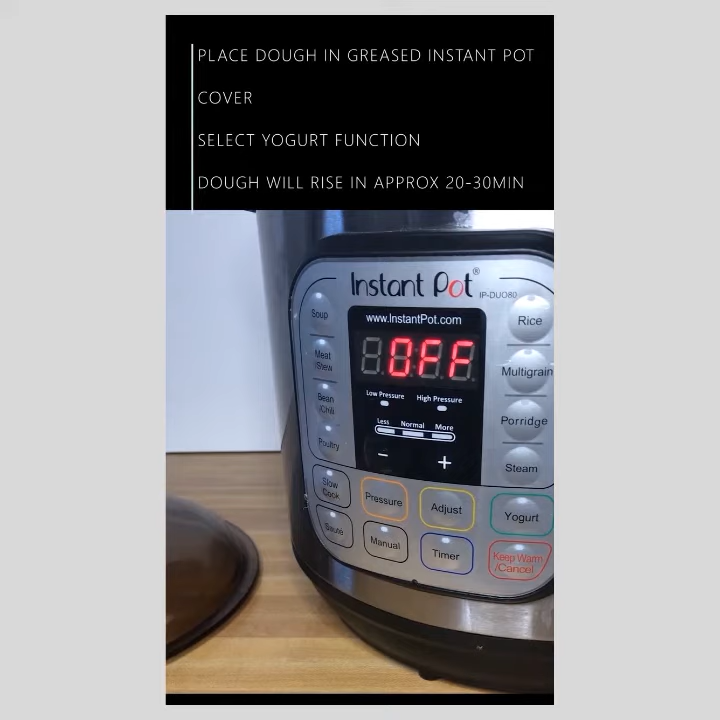 PLACE DOUGH IN GREASED INSTANT POT
COVER
SELECT YOGURT FUNCTION
DOUGH WILL RISE IN APPROX 20-30MIN
Instant Pot®
IP-DUO80
www.InstantPot.com
OFF
Low Pressure High Pressure
Less Normal More
− +
Soup
Meat
/Stew
Bean
/Chili
Poultry
Slow
Cook
Sauté
Rice
Multigrain
Porridge
Steam
Pressure
Adjust
Yogurt
Manual
Timer
Keep Warm
/Cancel